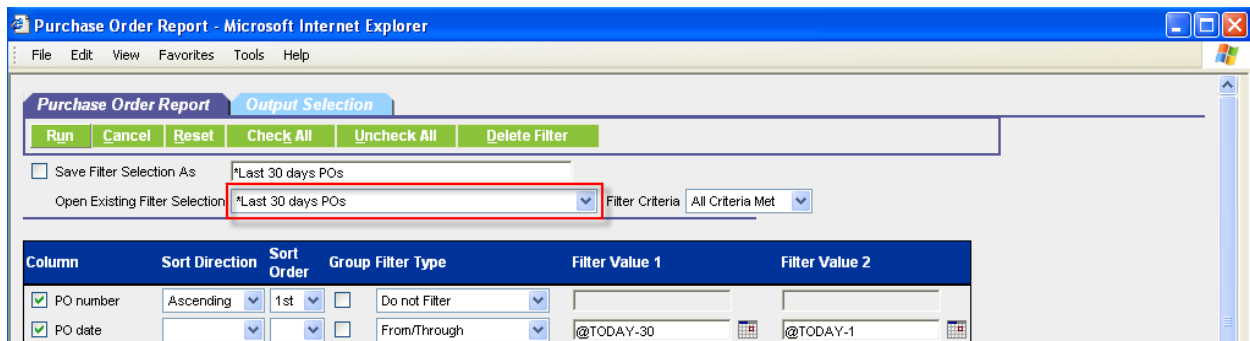 Purchase Order Report - Microsoft Internet Explorer
File Edit View Favorites Tools Help
Purchase Order Report Output Selection
Run Cancel Reset Check All Uncheck All Delete Filter
Save Filter Selection As *Last 30 days POs
Open Existing Filter Selection *Last 30 days POs Filter Criteria All Criteria Met
Column Sort Direction Sort Order Group Filter Type Filter Value 1 Filter Value 2
PO number Ascending 1st Do not Filter
PO date From/Through @TODAY-30 @TODAY-1